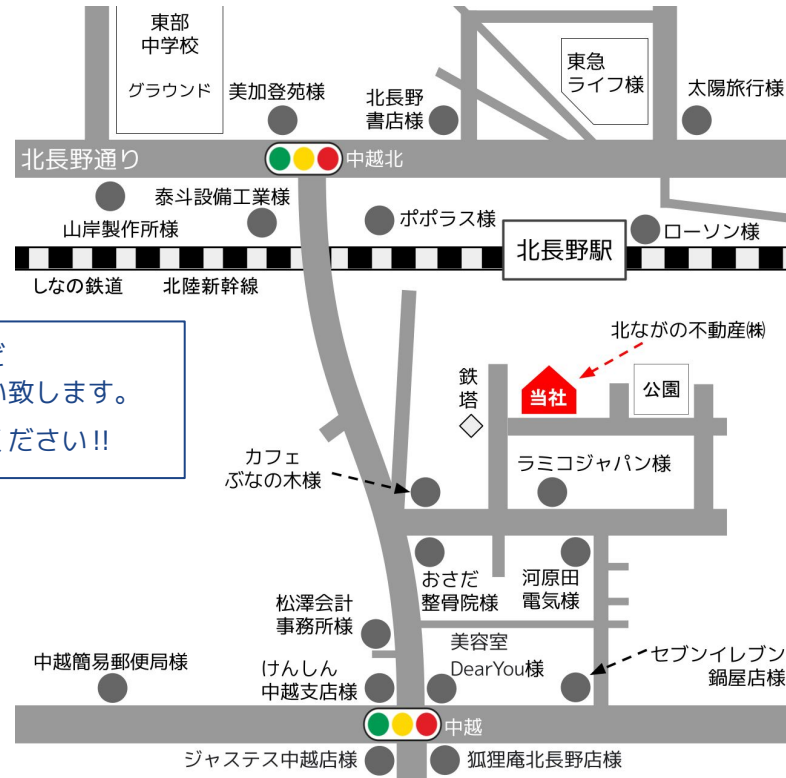 東部
中学校
グラウンド
美加登苑様
北長野
書店様
東急
ライフ様
太陽旅行様
北長野通り
中越北
山岸製作所様
泰斗設備工業様
ポポラス様
北長野駅
ローソン様
しなの鉄道
北陸新幹線
い致します。
ください!!
北ながの不動産㈱
当社
公園
鉄
塔
カフェ
ぶなの木様
ラミコジャパン様
おさだ
整骨院様
河原田
電気様
松澤会計
事務所様
美容室
DearYou様
セブンイレブン
鍋屋店様
中越簡易郵便局様
けんしん
中越支店様
中越
ジャステス中越店様
狐狸庵北長野店様